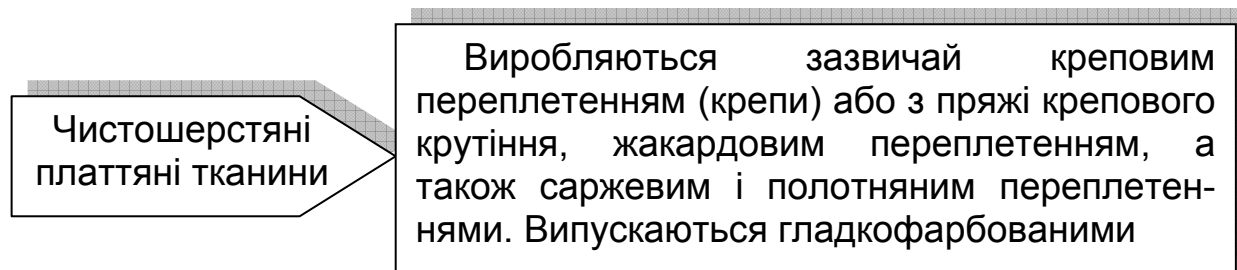 Чистошерстяні
платтяні тканини
Виробляються зазвичай креповим
переплетенням (крепи) або з пряжі крепового
крутіння, жакардовим переплетенням, а
також саржевим і полотняним переплетен-
нями. Випускаються гладкофарбованими